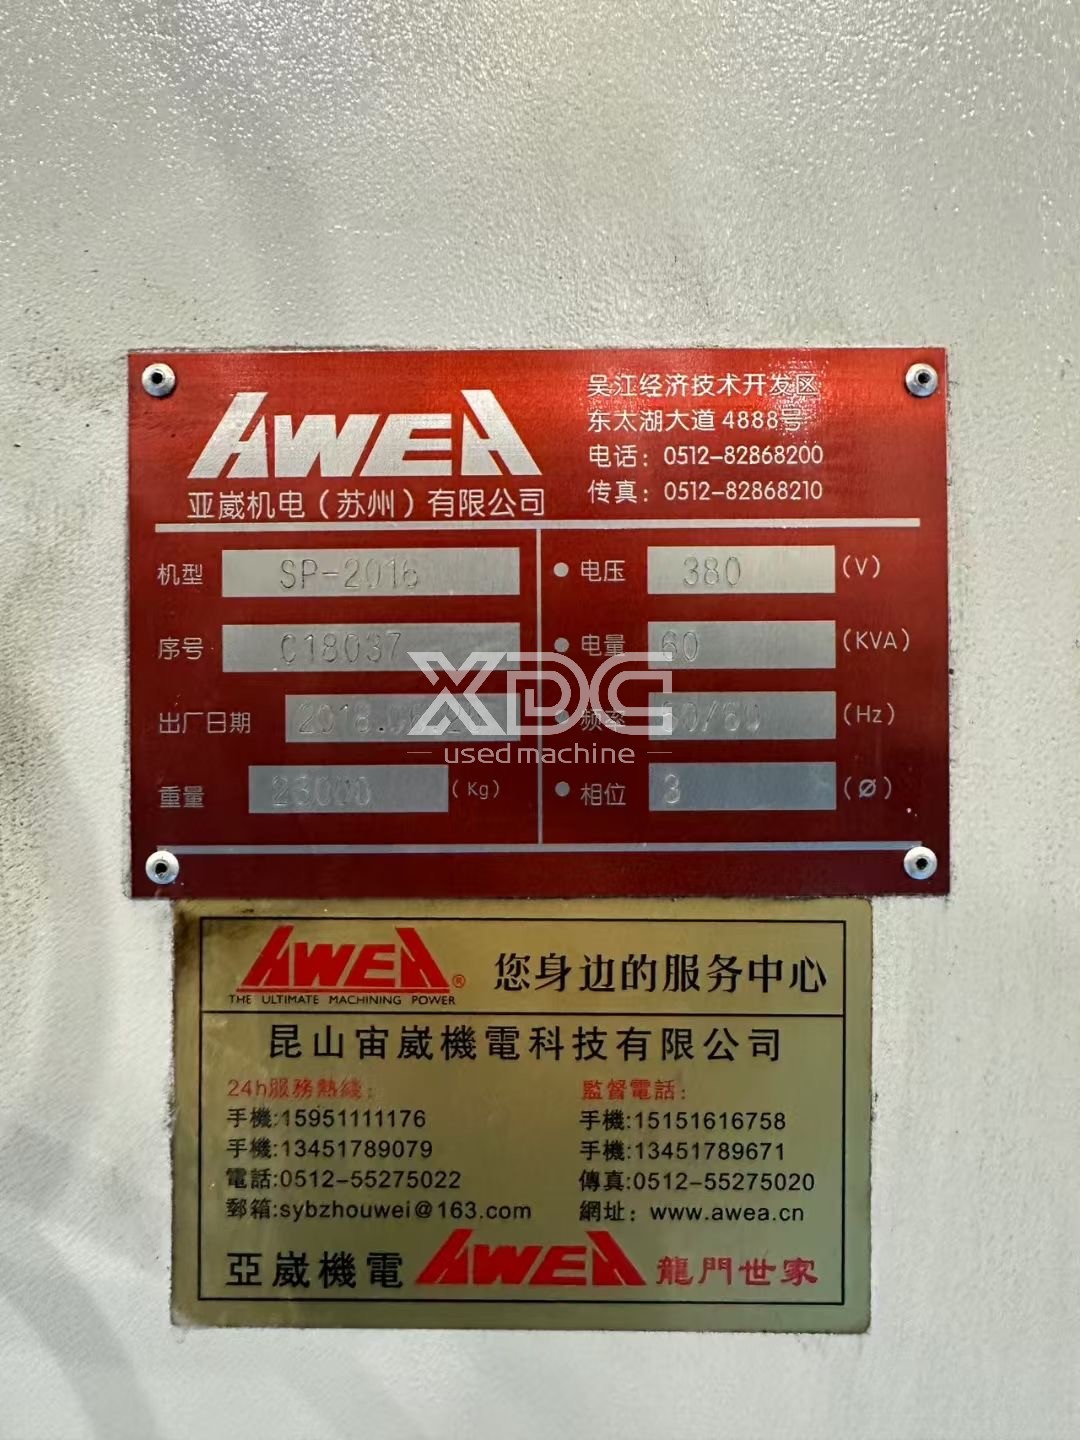 AWEA
亚崴机电（苏州）有限公司
吴江经济技术开发区
东太湖大道 4888号
电话：0512-82868200
传真：0512-82868210
机型 SP-2016
序号 C18037
出厂日期
重量 23000 (Kg)
电压 380 (V)
电量 60 (KVA)
频率 50/60 (Hz)
相位 3 (Ø)
XDC
used machine
AWEA®
THE ULTIMATE MACHINING POWER
您身边的服务中心
昆山宙崴機電科技有限公司
24h服務熱綫:
手機:15951111176
手機:13451789079
電話:0512-55275022
郵箱:sybzhouwei@163.com
監督電話:
手機:15151616758
手機:13451789671
傳真:0512-55275020
網址：www.awea.cn
亞崴機電 AWEA 龍門世家